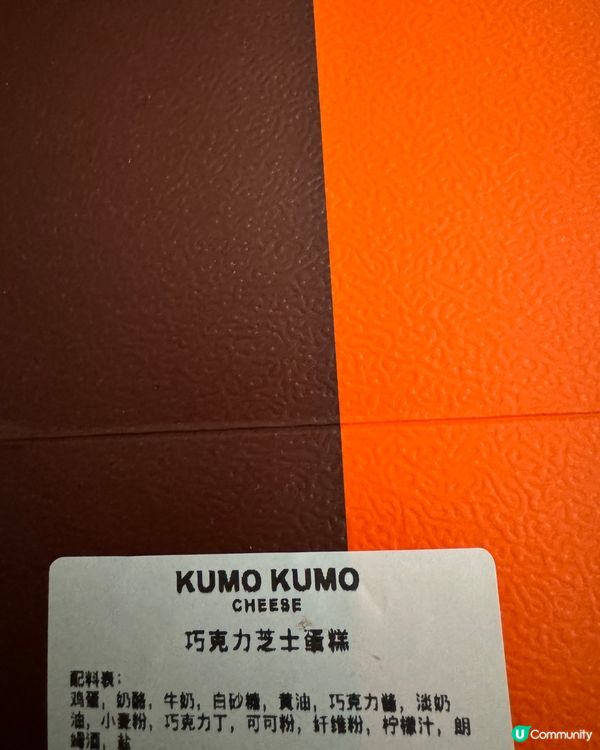 KUMO KUMO
CHEESE
巧克力芝士蛋糕
配料表:
鸡蛋, 奶酪, 牛奶, 白砂糖, 黄油, 巧克力酱, 淡奶
油, 小麦粉, 巧克力丁, 可可粉, 纤维粉, 柠檬汁, 朗
姆酒, 盐
U Community